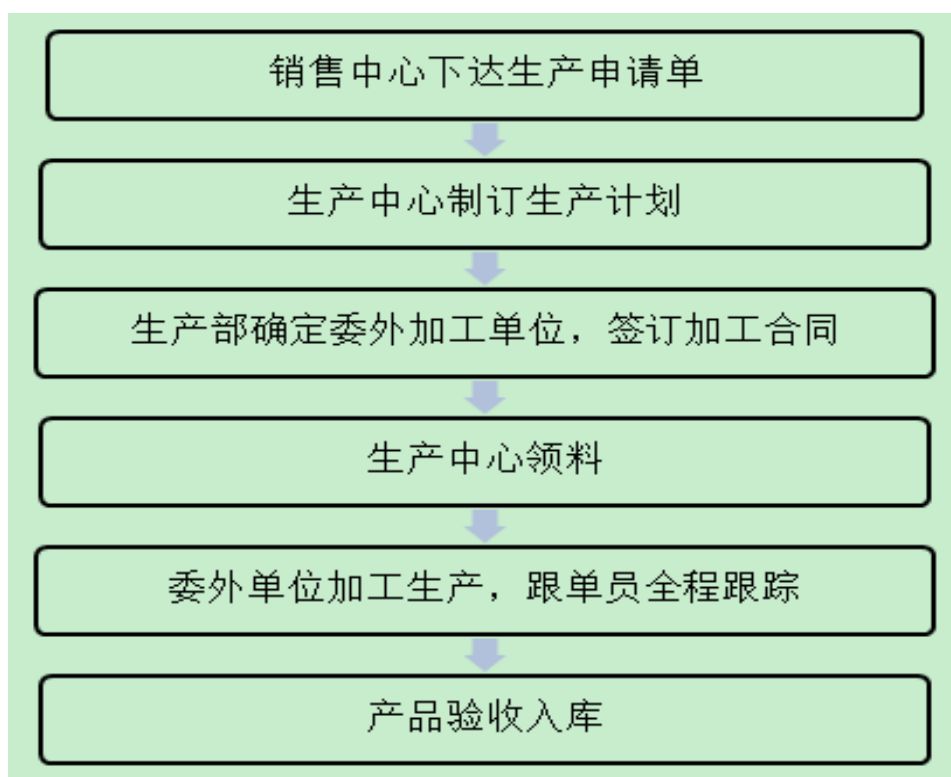 销售中心下达生产申请单
生产中心制订生产计划
生产部确定委外加工单位，签订加工合同
生产中心领料
委外单位加工生产，跟单员全程跟踪
产品验收入库